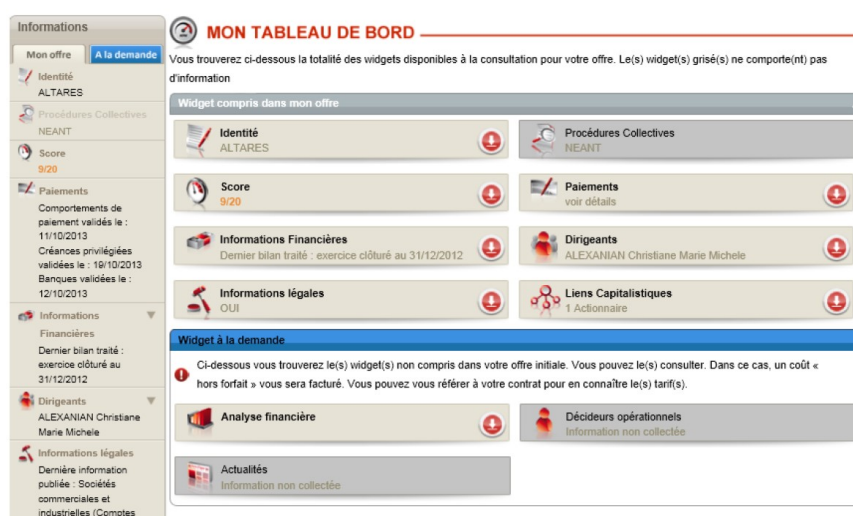 Informations
Mon offre
A la demande
Identité
ALTARES
Procédures Collectives
NEANT
Score
9/20
Paiements
Comportements de
paiement validés le :
11/10/2013
Créances privilégiées
validées le : 19/10/2013
Banques validées le :
12/10/2013
Informations
Financières
Dernier bilan traité :
exercice clôturé au
31/12/2012
Dirigeants
ALEXANIAN Christiane
Marie Michele
Informations légales
Dernière information
publiée : Sociétés
commerciales et
industrielles (Comptes
MON TABLEAU DE BORD
Vous trouverez ci-dessous la totalité des widgets disponibles à la consultation pour votre offre. Le(s) widget(s) grisé(s) ne comporte(nt) pas
d'information
Widget compris dans mon offre
Identité
ALTARES
Procédures Collectives
NEANT
Score
9/20
Paiements
voir détails
Informations Financières
Dernier bilan traité : exercice clôturé au 31/12/2012
Dirigeants
ALEXANIAN Christiane Marie Michele
Informations légales
OUI
Liens Capitalistiques
1 Actionnaire
Widget à la demande
Ci-dessous vous trouverez le(s) widget(s) non compris dans votre offre initiale. Vous pouvez le(s) consulter. Dans ce cas, un coût «
hors forfait » vous sera facturé. Vous pouvez vous référer à votre contrat pour en connaître le(s) tarif(s).
Analyse financière
Décideurs opérationnels
Information non collectée
Actualités
Information non collectée